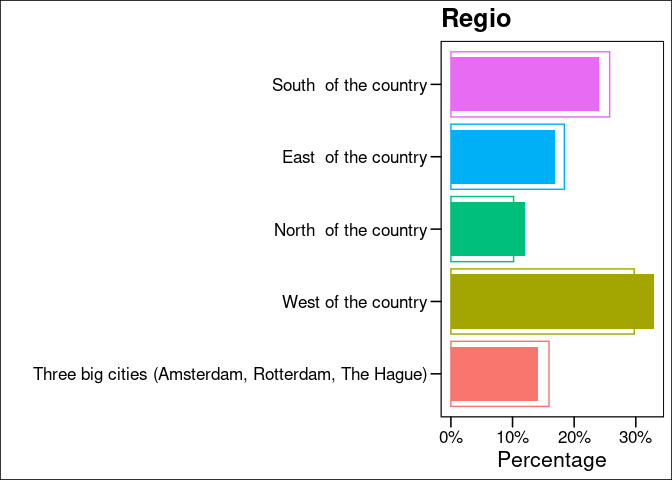 Regio
South  of the country
East  of the country
North  of the country
West of the country
Three big cities (Amsterdam, Rotterdam, The Hague)
0% 10% 20% 30%
Percentage